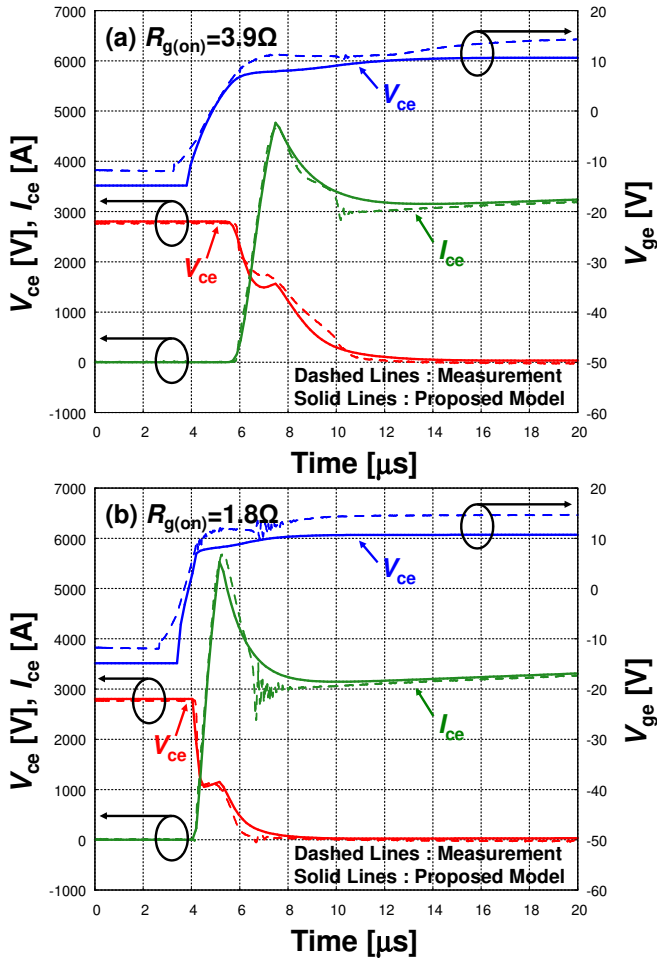 (a) Rg(on)=3.9Ω
7000
6000
5000
4000
3000
2000
1000
0
-1000
Vce [V], Ice [A]
20
10
0
-10
-20
-30
-40
-50
-60
Vge [V]
Vce
Vce
Ice
Dashed Lines : Measurement
Solid Lines : Proposed Model
0 2 4 6 8 10 12 14 16 18 20
Time [μs]
(b) Rg(on)=1.8Ω
7000
6000
5000
4000
3000
2000
1000
0
-1000
Vce [V], Ice [A]
20
10
0
-10
-20
-30
-40
-50
-60
Vge [V]
Vce
Vce
Ice
Dashed Lines : Measurement
Solid Lines : Proposed Model
0 2 4 6 8 10 12 14 16 18 20
Time [μs]